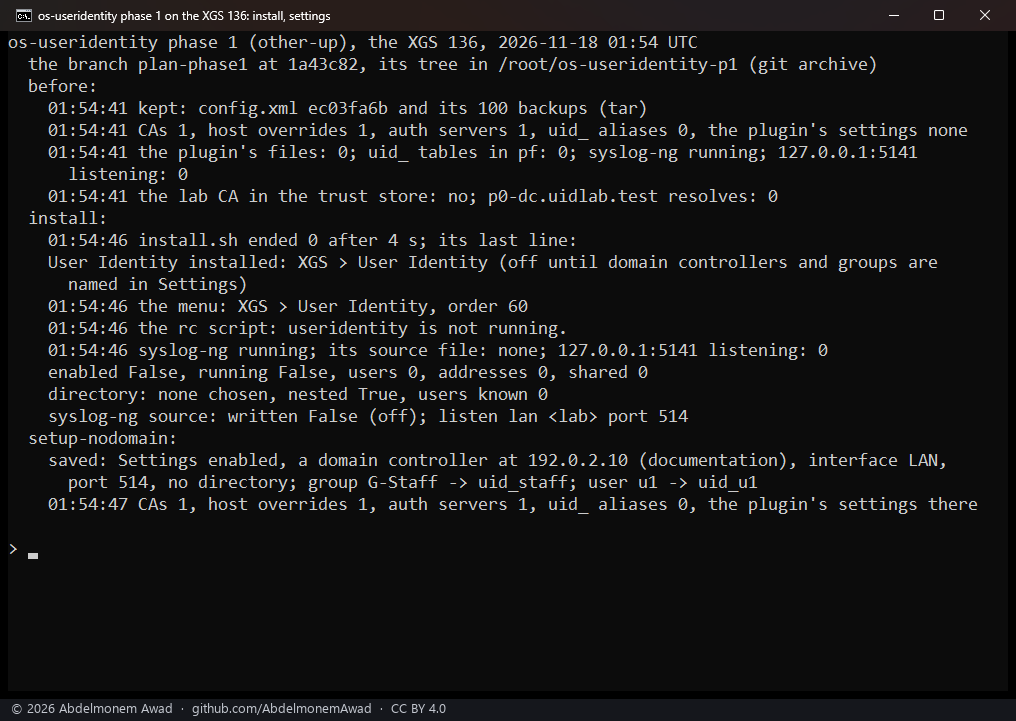 os-useridentity phase 1 on the XGS 136: install, settings
os-useridentity phase 1 (other-up), the XGS 136, 2026-11-18 01:54 UTC
the branch plan-phase1 at 1a43c82, its tree in /root/os-useridentity-p1 (git archive)
before:
01:54:41 kept: config.xml ec03fa6b and its 100 backups (tar)
01:54:41 CAs 1, host overrides 1, auth servers 1, uid_ aliases 0, the plugin's settings none
01:54:41 the plugin's files: 0; uid_ tables in pf: 0; syslog-ng running; 127.0.0.1:5141
listening: 0
01:54:41 the lab CA in the trust store: no; p0-dc.uidlab.test resolves: 0
install:
01:54:46 install.sh ended 0 after 4 s; its last line:
User Identity installed: XGS > User Identity (off until domain controllers and groups are
named in Settings)
01:54:46 the menu: XGS > User Identity, order 60
01:54:46 the rc script: useridentity is not running.
01:54:46 syslog-ng running; its source file: none; 127.0.0.1:5141 listening: 0
enabled False, running False, users 0, addresses 0, shared 0
directory: none chosen, nested True, users known 0
syslog-ng source: written False (off); listen lan <lab> port 514
setup-nodomain:
saved: Settings enabled, a domain controller at 192.0.2.10 (documentation), interface LAN,
port 514, no directory; group G-Staff -> uid_staff; user u1 -> uid_u1
01:54:47 CAs 1, host overrides 1, auth servers 1, uid_ aliases 0, the plugin's settings there
>
© 2026 Abdelmonem Awad · github.com/AbdelmonemAwad · CC BY 4.0